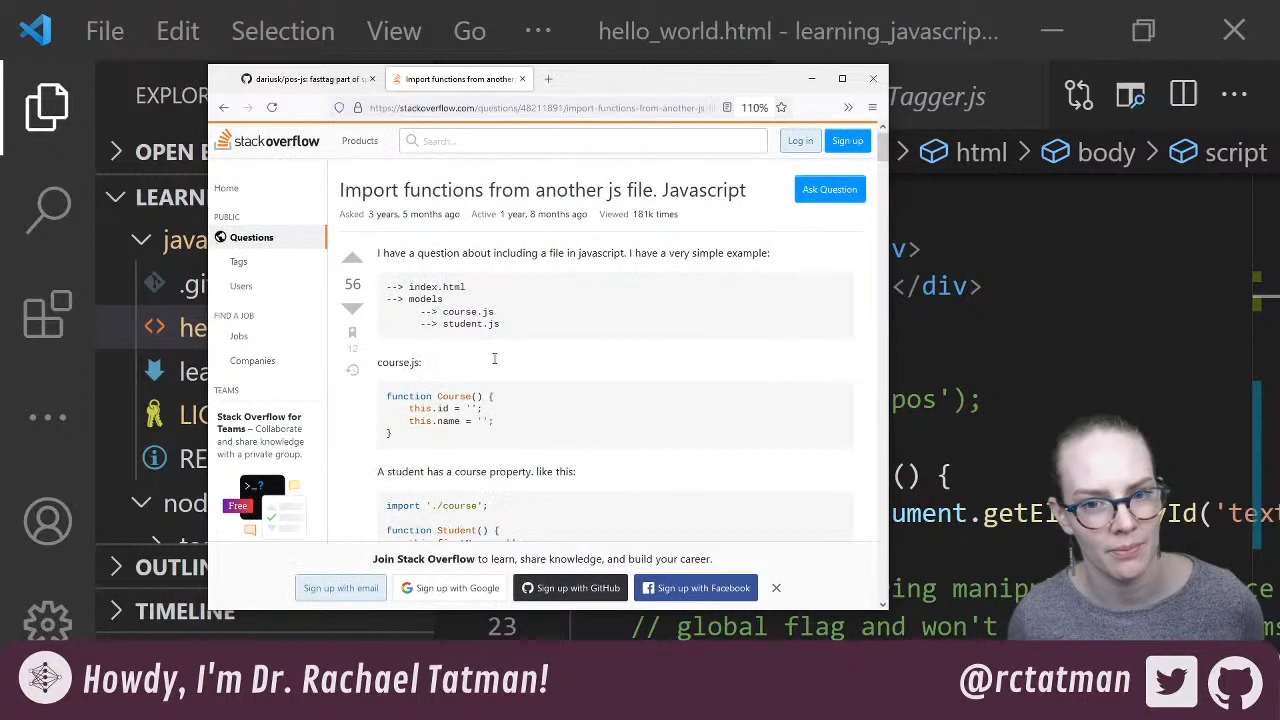 File Edit Selection View Go ··· hello_world.html - learning_javascrip...
EXPLOR
Tagger.js
OPEN E
html > body > script
LEARN
java
.gi
he
lea
LIC
RE
nod
OUTLIN
TIMELINE
dariusk/pos-js: fasttag part of sp
Import functions from another
https://stackoverflow.com/questions/48211891/import-functions-from-another-js-fi
110%
stackoverflow
Products
Search...
Log in
Sign up
Home
PUBLIC
Questions
Tags
Users
FIND A JOB
Jobs
Companies
TEAMS
Stack Overflow for
Teams – Collaborate
and share knowledge
with a private group.
Free
Import functions from another js file. Javascript
Ask Question
Asked 3 years, 5 months ago Active 1 year, 8 months ago Viewed 181k times
I have a question about including a file in javascript. I have a very simple example:
56
12
--> index.html
--> models
--> course.js
--> student.js
course.js:
function Course() {
this.id = '';
this.name = '';
}
A student has a course property. like this:
import './course';
function Student() {
Join Stack Overflow to learn, share knowledge, and build your career.
Sign up with email
Sign up with Google
Sign up with GitHub
Sign up with Facebook
v>
</div>
pos');
() {
ument.getEl
Id('text
ing manip
23
// global flag and won't
Howdy, I'm Dr. Rachael Tatman!
@rctatman